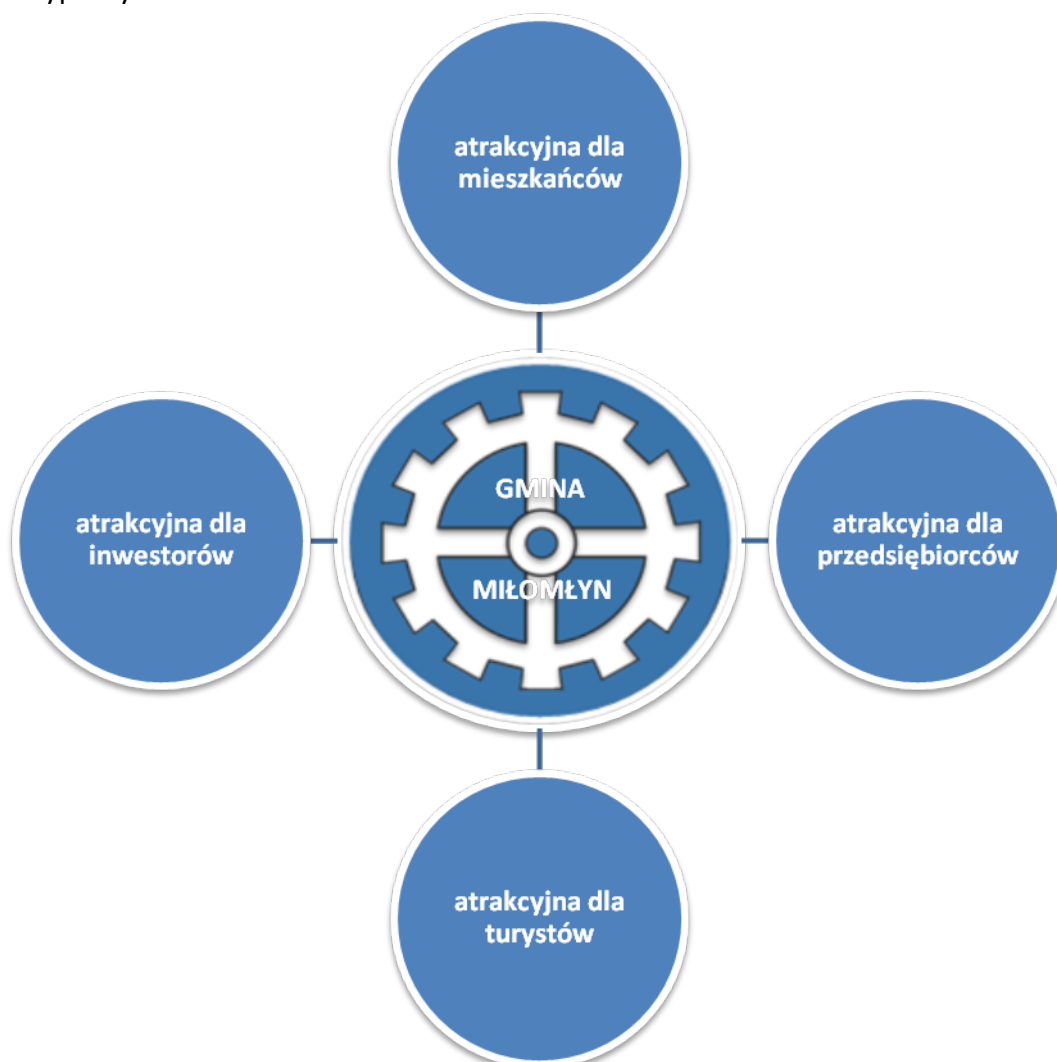 atrakcyjna dla
mieszkańców
GMINA
MIŁOMŁYN
atrakcyjna dla
inwestorów
atrakcyjna dla
przedsiębiorców
atrakcyjna dla
turystów